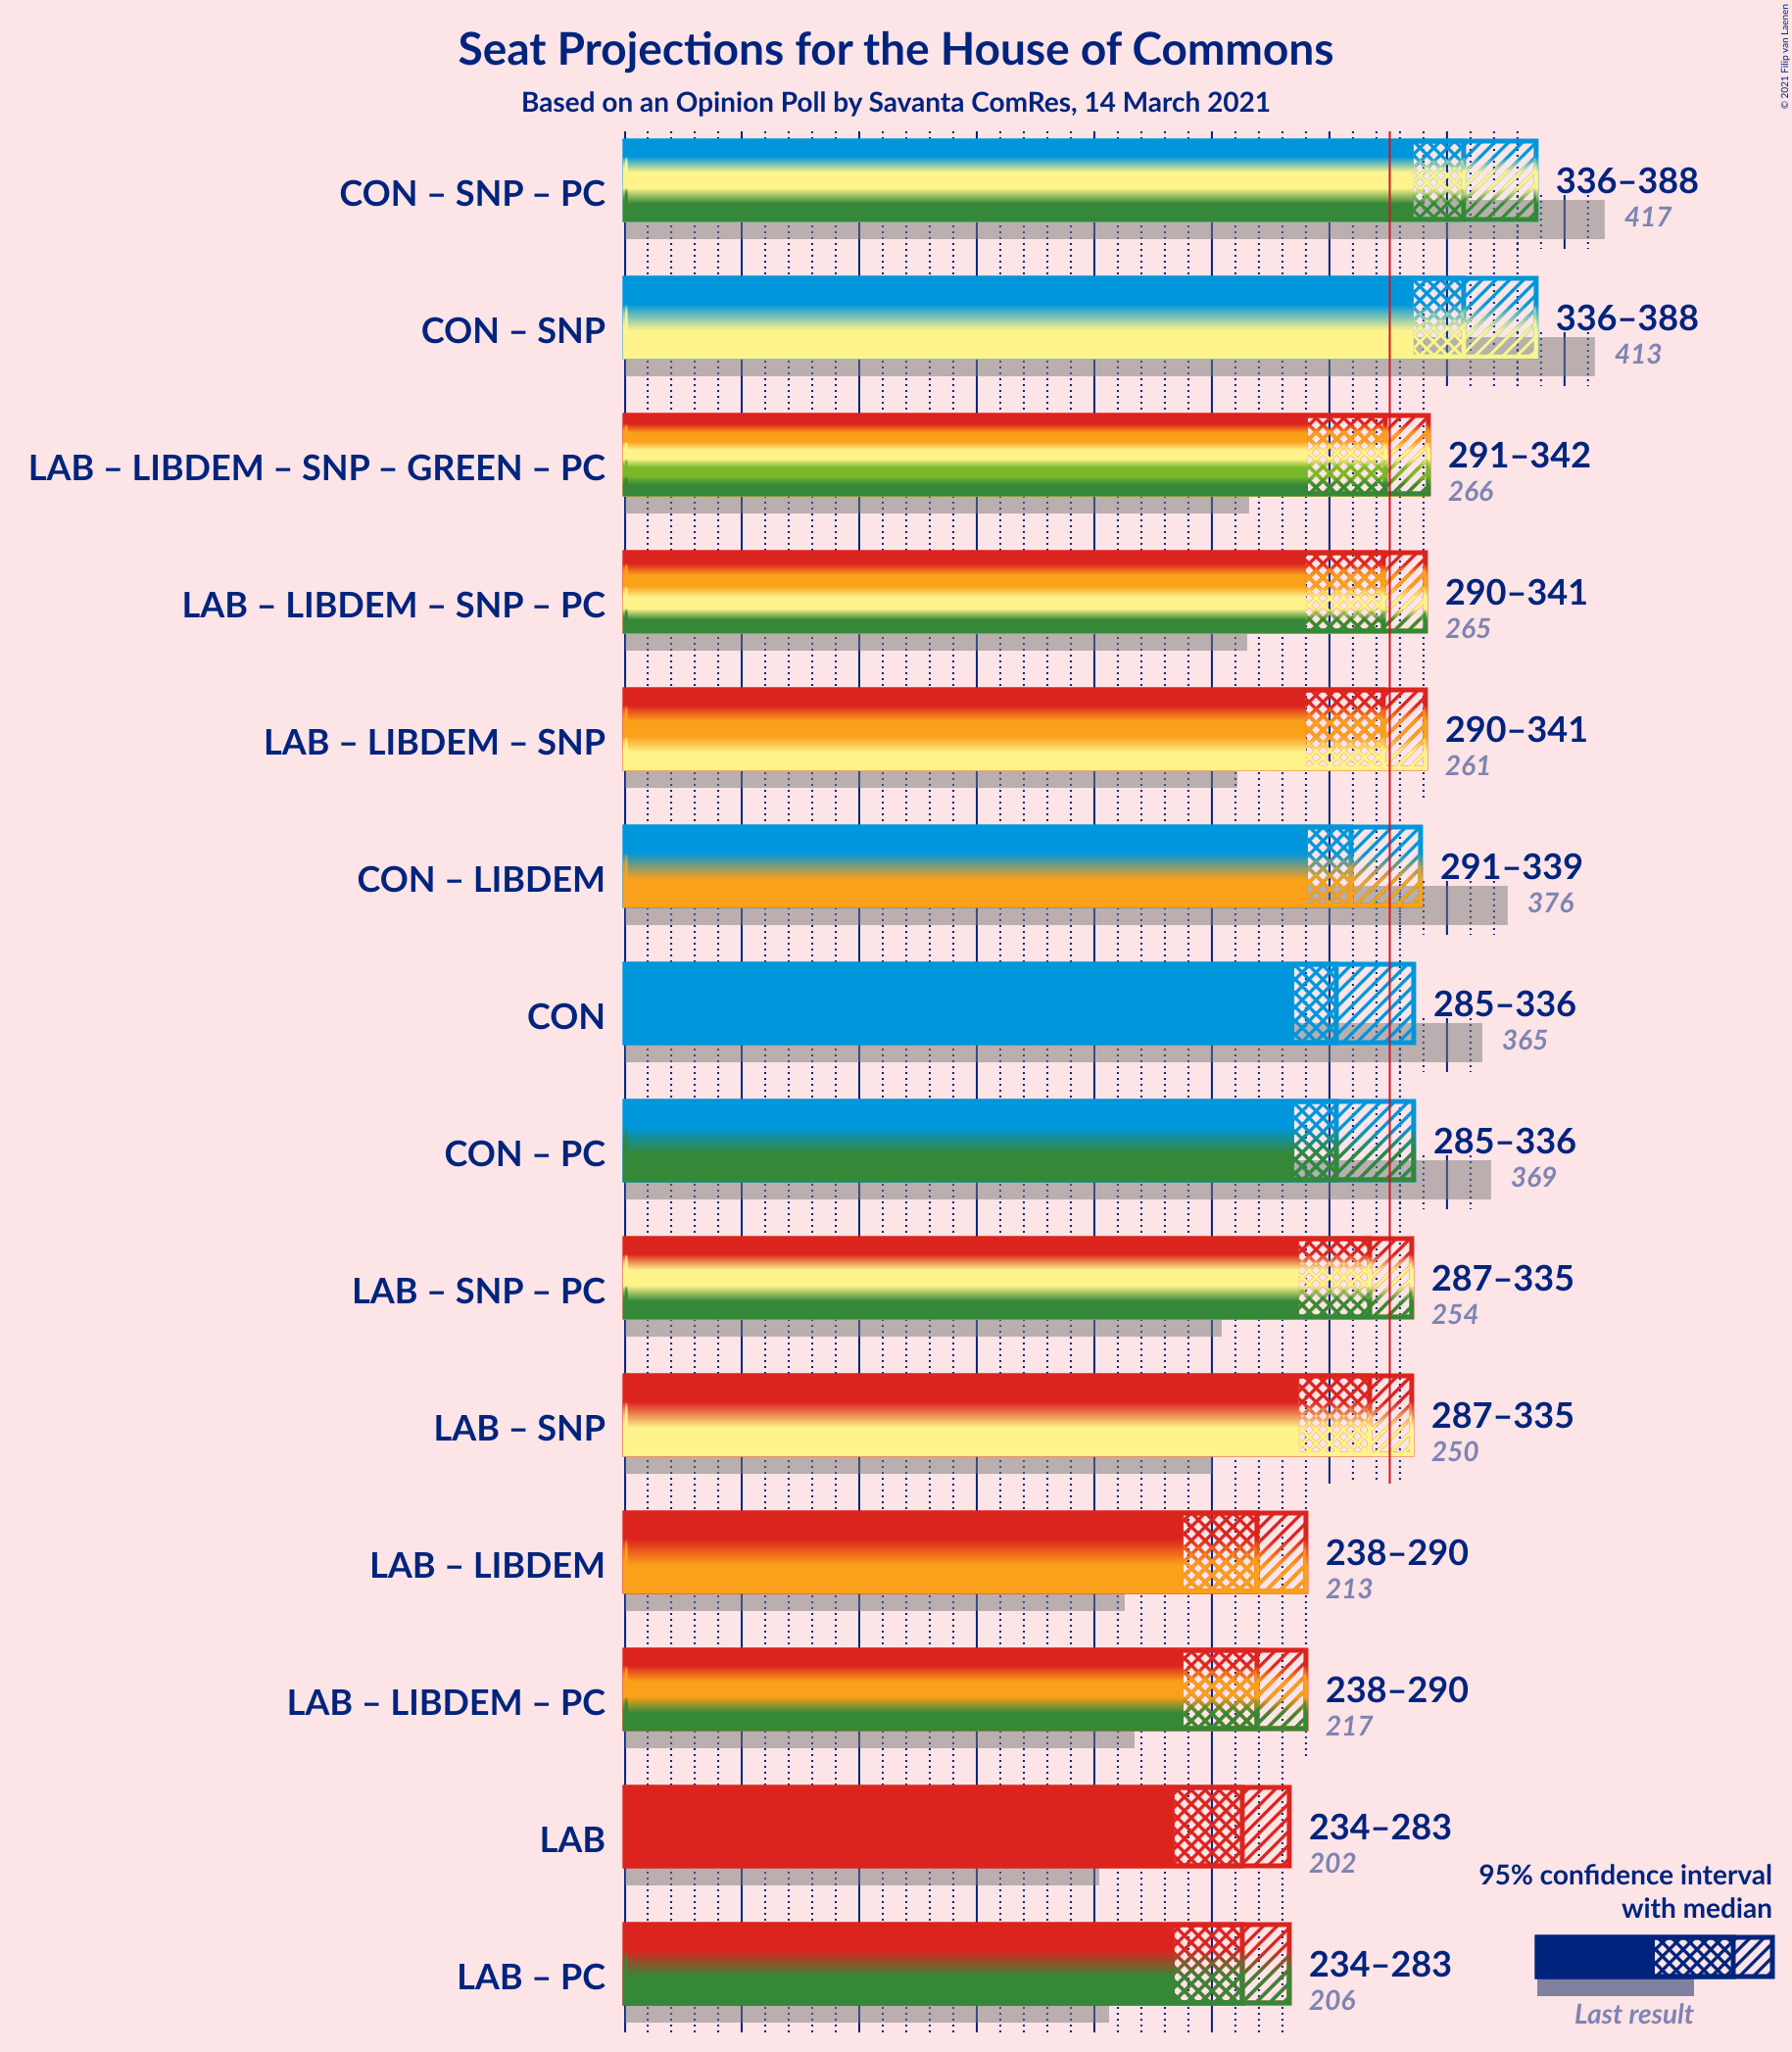 Seat Projections for the House of Commons
Based on an Opinion Poll by Savanta ComRes, 14 March 2021
© 2021 Filip van Laenen
CON – SNP – PC
336–388
417
CON – SNP
336–388
413
LAB – LIBDEM – SNP – GREEN – PC
291–342
266
LAB – LIBDEM – SNP – PC
290–341
265
LAB – LIBDEM – SNP
290–341
261
CON – LIBDEM
291–339
376
CON
285–336
365
CON – PC
285–336
369
LAB – SNP – PC
287–335
254
LAB – SNP
287–335
250
LAB – LIBDEM
238–290
213
LAB – LIBDEM – PC
238–290
217
LAB
234–283
202
LAB – PC
234–283
206
95% confidence interval
with median
Last result